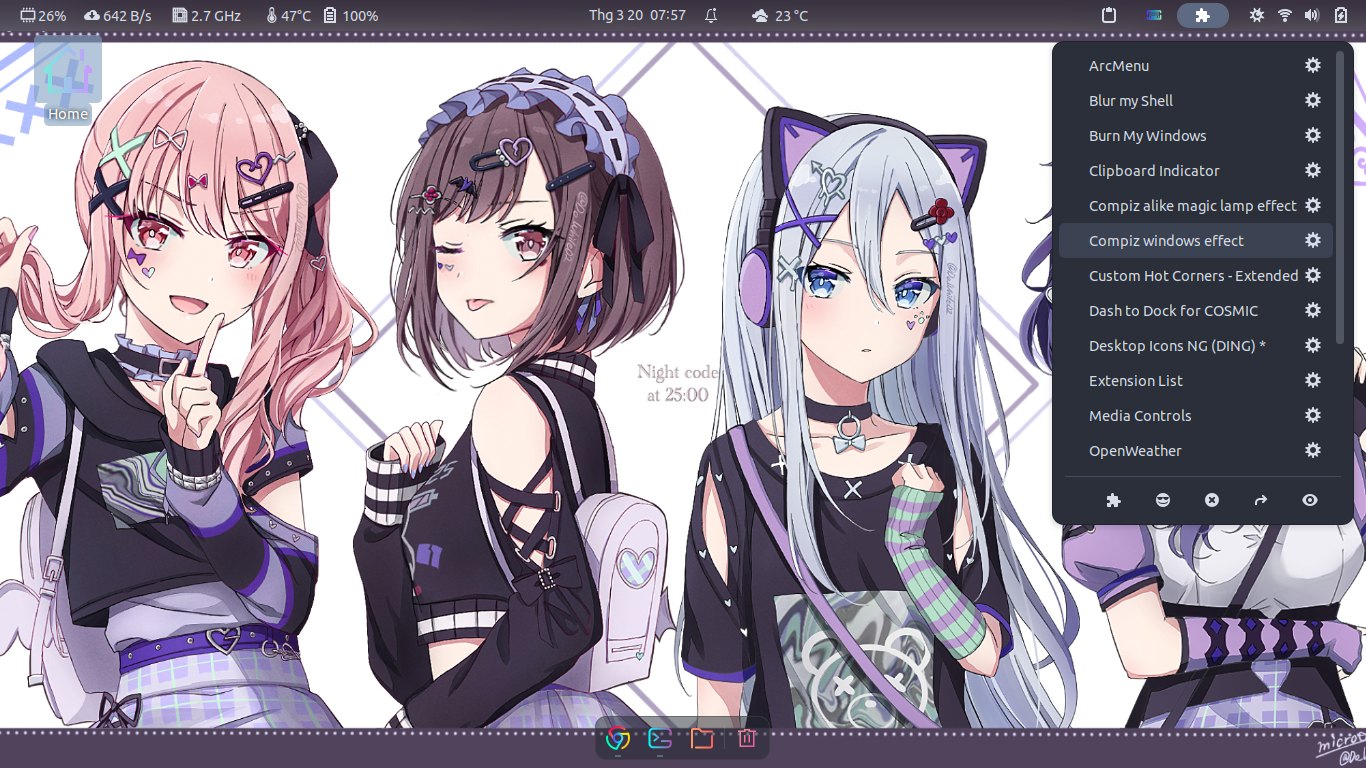 26% 642 B/s 2.7 GHz 47°C 100% Thg 3 20 07:57 23 °C
Home
ArcMenu
Blur my Shell
Burn My Windows
Clipboard Indicator
Compiz alike magic lamp effect
Compiz windows effect
Custom Hot Corners - Extended
Dash to Dock for COSMIC
Desktop Icons NG (DING) *
Extension List
Media Controls
OpenWeather
Night code
at 25:00